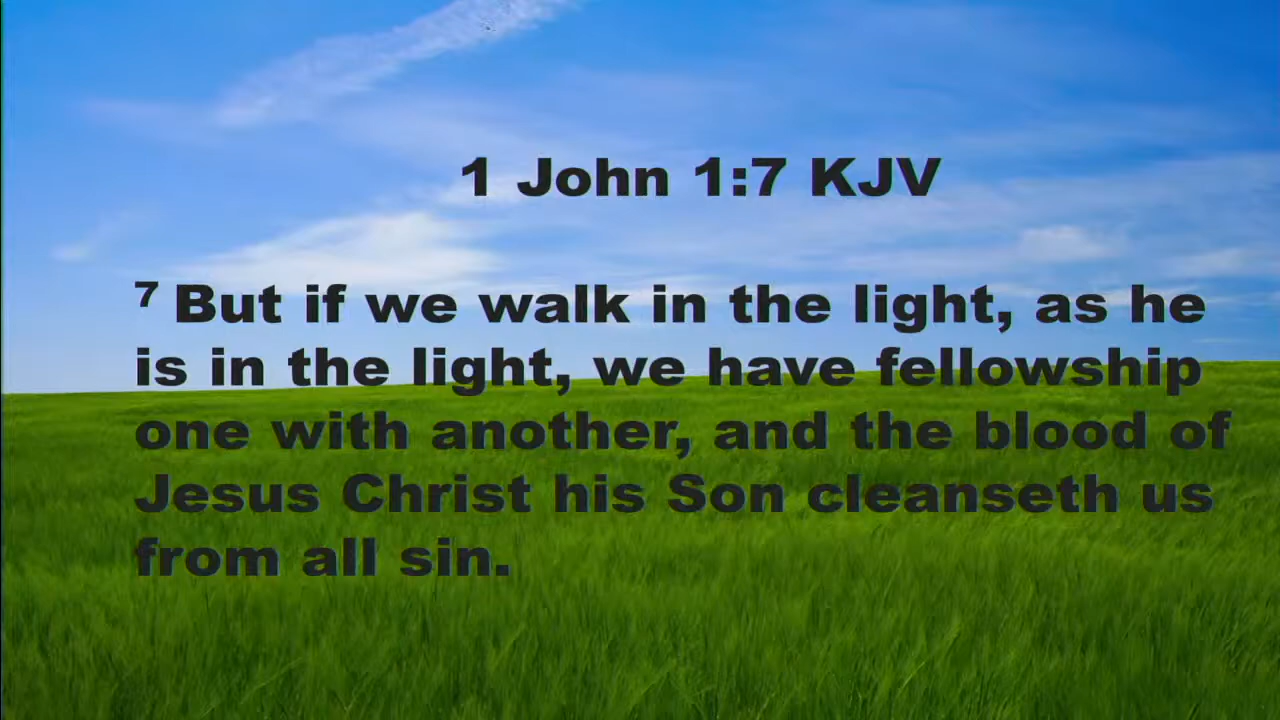 1 John 1:7 KJV
7 But if we walk in the light, as he
is in the light, we have fellowship
one with another, and the blood of
Jesus Christ his Son cleanseth us
from all sin.